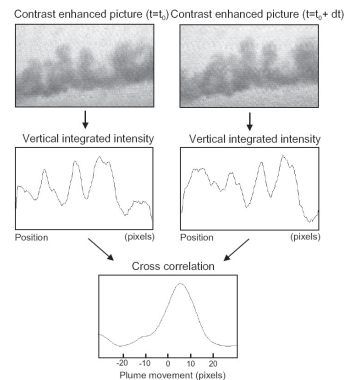 Contrast enhanced picture (t=t₀) Contrast enhanced picture (t=t₀+ dt)
Vertical integrated intensity Vertical integrated intensity
Position (pixels) Position (pixels)
Cross correlation
-20 -10 0 10 20
Plume movement (pixels)